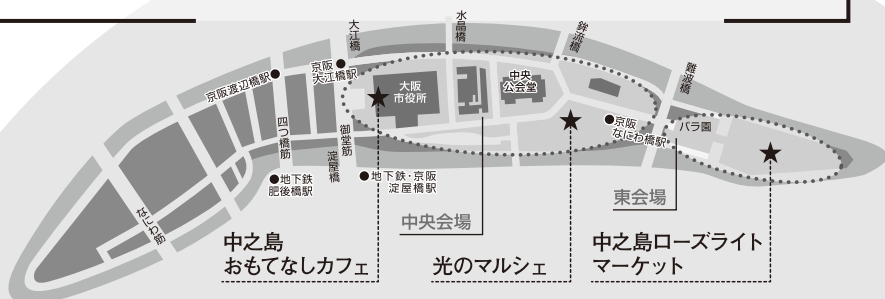 水晶橋
大江橋
鉾流橋
難波橋
京阪渡辺橋駅
京阪
大江橋駅
大阪
市役所
中央
公会堂
京阪
なにわ橋駅
バラ園
四つ橋筋
御堂筋
淀屋橋
地下鉄
肥後橋駅
地下鉄・京阪
淀屋橋駅
なにわ筋
中央会場
東会場
中之島
おもてなしカフェ
光のマルシェ
中之島ローズライト
マーケット